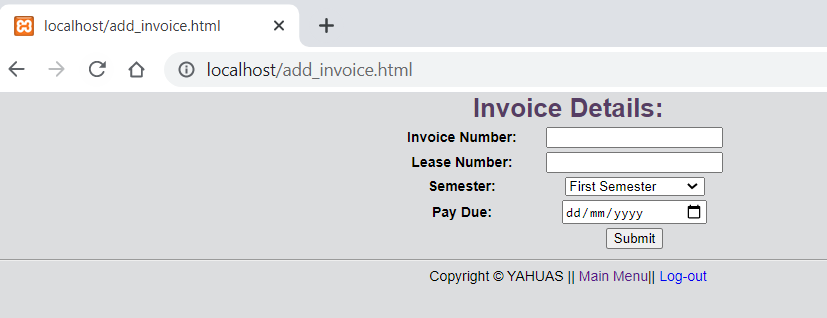 localhost/add_invoice.html
localhost/add_invoice.html
Invoice Details:
Invoice Number:
Lease Number:
Semester: First Semester
Pay Due: dd/mm/yyyy
Submit
Copyright © YAHUAS || Main Menu|| Log-out